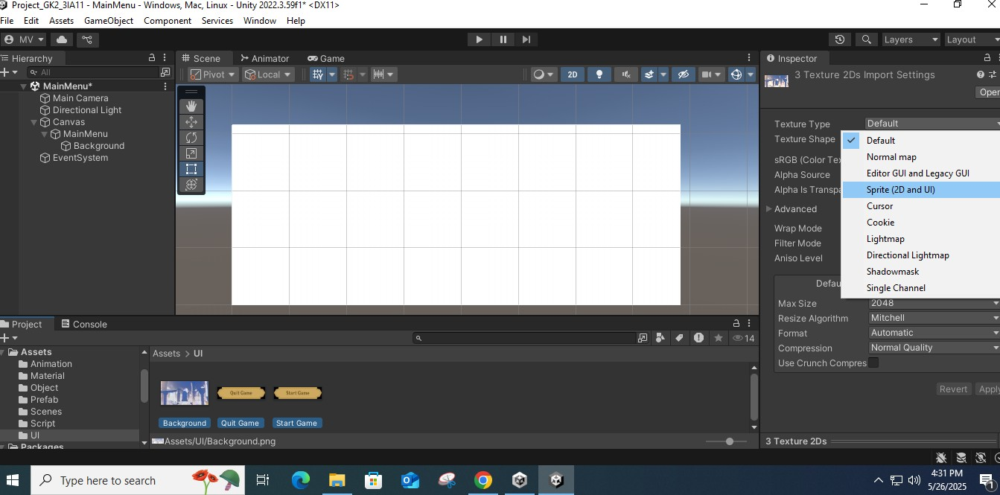 Project_GK2_3IA11 - MainMenu - Windows, Mac, Linux - Unity 2022.3.59f1* <DX11>
File Edit Assets GameObject Component Services Window Help
MV Layers Layout
Hierarchy
All
MainMenu*
Main Camera
Directional Light
Canvas
MainMenu
Background
EventSystem
Scene Animator Game
Pivot Local 2D
Inspector
3 Texture 2Ds Import Settings
Open
Texture Type Default
Texture Shape
sRGB (Color Tex
Alpha Source
Alpha Is Transpa
Advanced
Wrap Mode
Filter Mode
Aniso Level
Default
Normal map
Editor GUI and Legacy GUI
Sprite (2D and UI)
Cursor
Cookie
Lightmap
Directional Lightmap
Shadowmask
Single Channel
Defau
Max Size 2048
Resize Algorithm Mitchell
Format Automatic
Compression Normal Quality
Use Crunch Compres
Revert Apply
3 Texture 2Ds
Project Console
14
Assets
Animation
Material
Object
Prefab
Scenes
Script
UI
Packages
Assets > UI
Quit Game Start Game
Background Quit Game Start Game
Assets/UI/Background.png
Type here to search
4:31 PM
5/26/2025
1